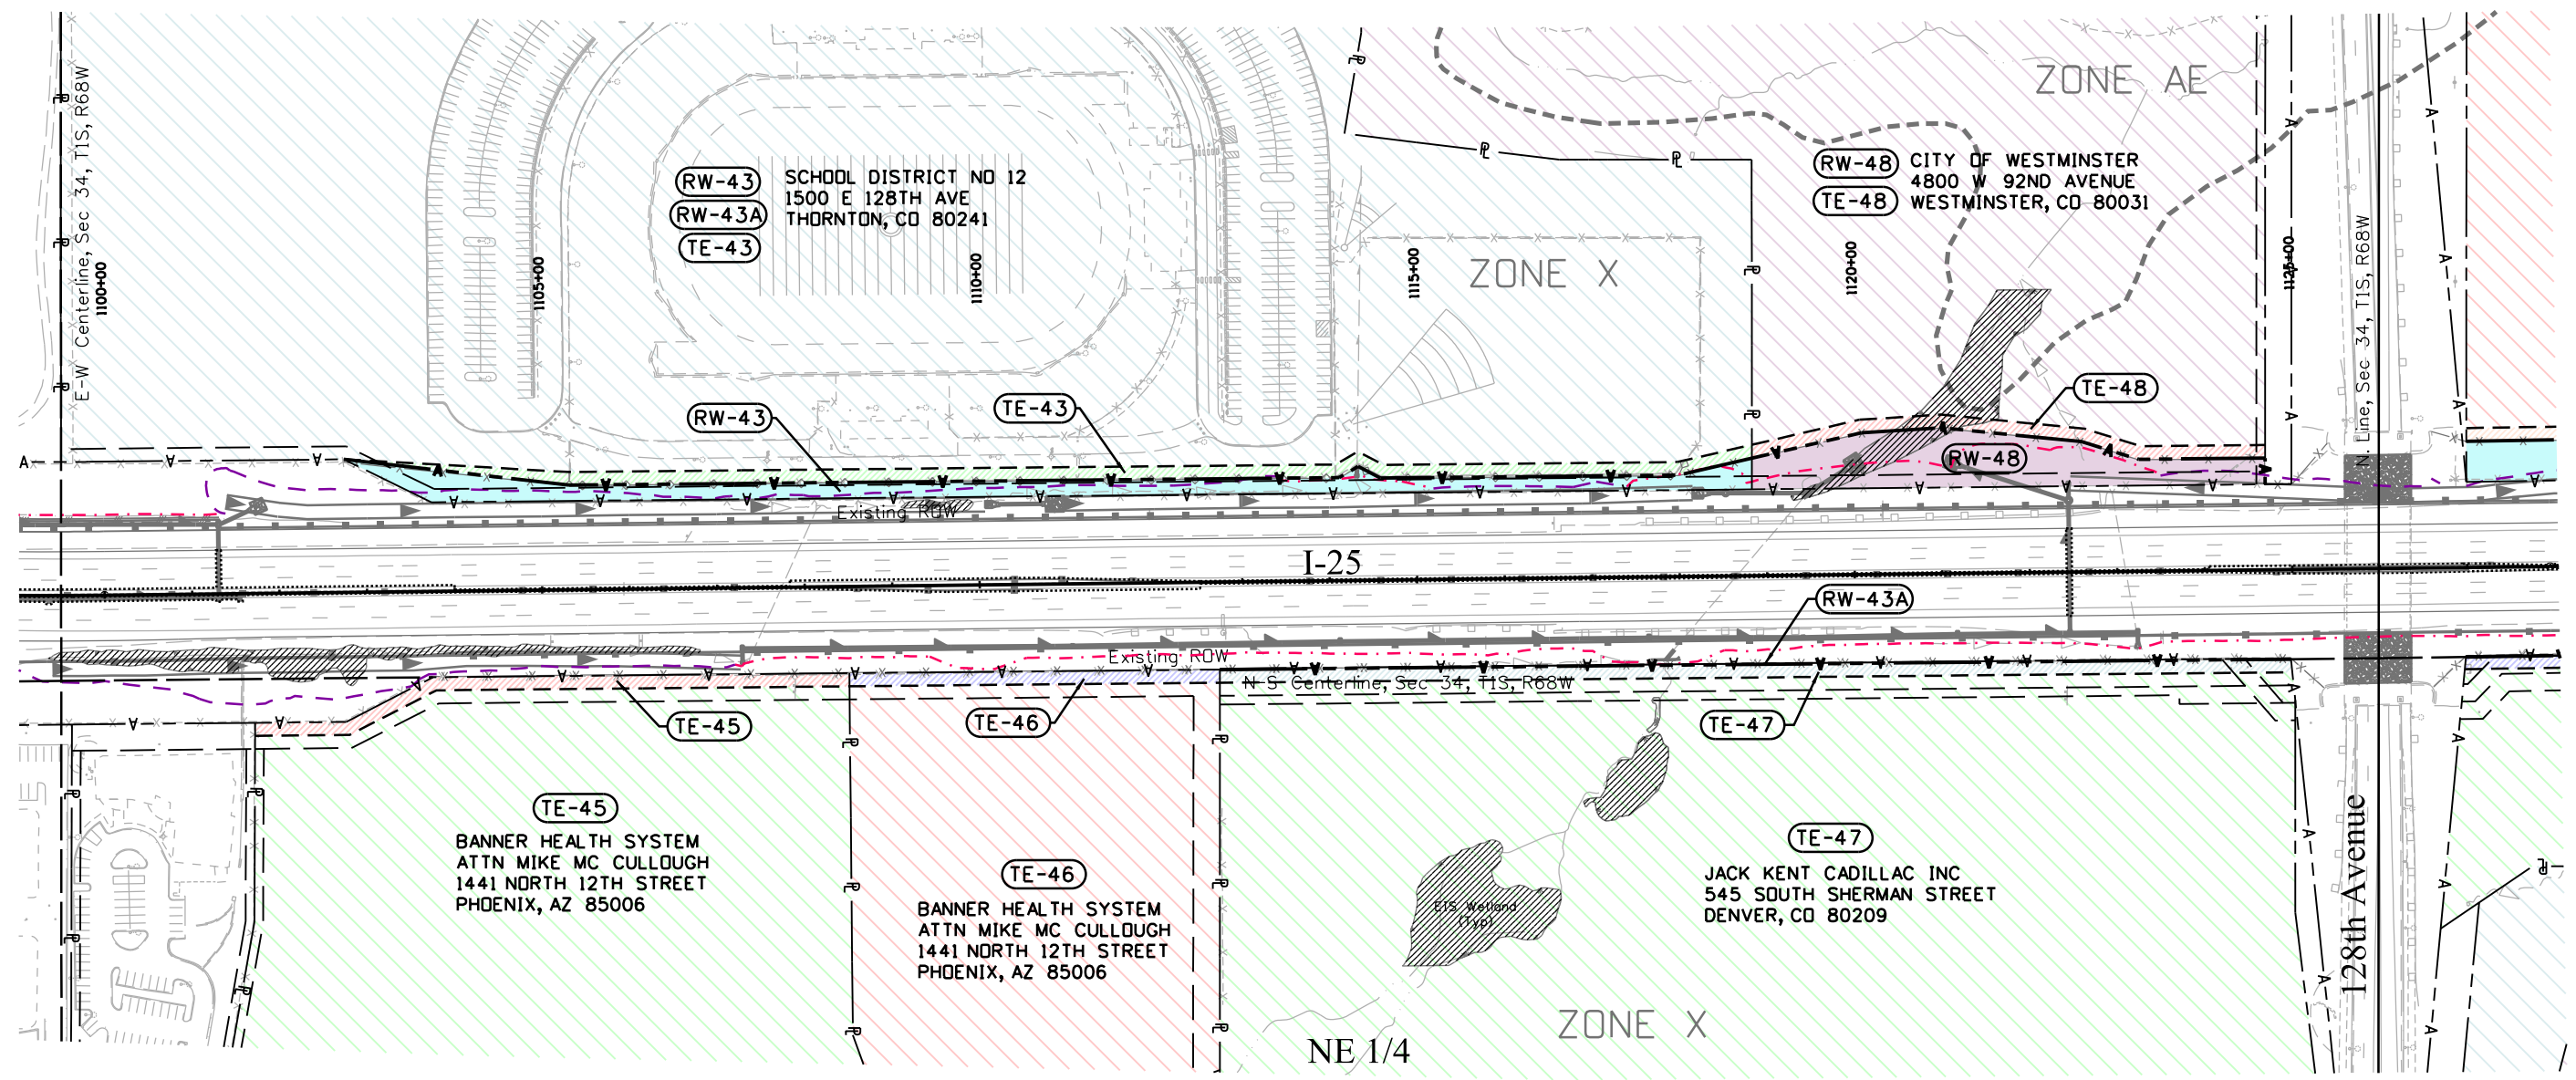 ZONE AE
E-W Centerline, Sec 34, T1S, R68W
1100+00
1105+00
1110+00
1115+00
1120+00
1125+00
N. Line, Sec 34, T1S, R68W
RW-43
RW-43A
TE-43
SCHOOL DISTRICT NO 12
1500 E 128TH AVE
THORNTON, CO 80241
RW-48
TE-48
CITY OF WESTMINSTER
4800 W 92ND AVENUE
WESTMINSTER, CO 80031
ZONE X
RW-43
TE-43
TE-48
RW-48
Existing ROW
I-25
RW-43A
Existing ROW
N-S Centerline, Sec 34, T1S, R68W
TE-45
TE-46
TE-47
TE-45
BANNER HEALTH SYSTEM
ATTN MIKE MC CULLOUGH
1441 NORTH 12TH STREET
PHOENIX, AZ 85006
TE-46
BANNER HEALTH SYSTEM
ATTN MIKE MC CULLOUGH
1441 NORTH 12TH STREET
PHOENIX, AZ 85006
EIS Wetland
(Typ)
TE-47
JACK KENT CADILLAC INC
545 SOUTH SHERMAN STREET
DENVER, CO 80209
128th Avenue
ZONE X
NE 1/4